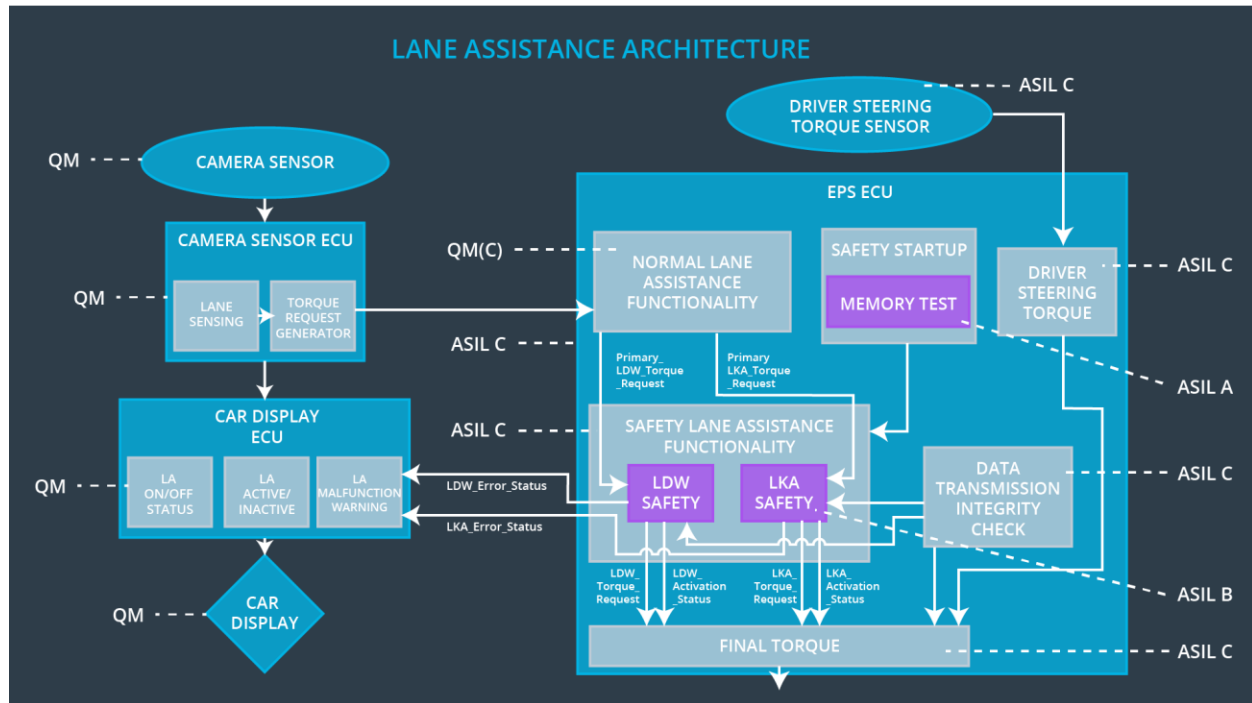 LANE ASSISTANCE ARCHITECTURE
ASIL C
DRIVER STEERING
TORQUE SENSOR
QM
CAMERA SENSOR
EPS ECU
CAMERA SENSOR ECU
QM(C)
NORMAL LANE
ASSISTANCE
FUNCTIONALITY
SAFETY STARTUP
MEMORY TEST
DRIVER
STEERING
TORQUE
ASIL C
QM
LANE
SENSING
TORQUE
REQUEST
GENERATOR
ASIL C
Primary_
LDW_Torque
_Request
Primary
LKA_Torque
_Request
ASIL A
CAR DISPLAY
ECU
ASIL C
SAFETY LANE ASSISTANCE
FUNCTIONALITY
QM
LA
ON/OFF
STATUS
LA
ACTIVE/
INACTIVE
LA
MALFUNCTION
WARNING
LDW_Error_Status
LKA_Error_Status
LDW
SAFETY
LKA
SAFETY
DATA
TRANSMISSION
INTEGRITY
CHECK
ASIL C
LDW_
Torque_
Request
LDW_
Activation
_Status
LKA_
Torque_
Request
LKA_
Activation
_Status
ASIL B
QM
CAR
DISPLAY
FINAL TORQUE
ASIL C